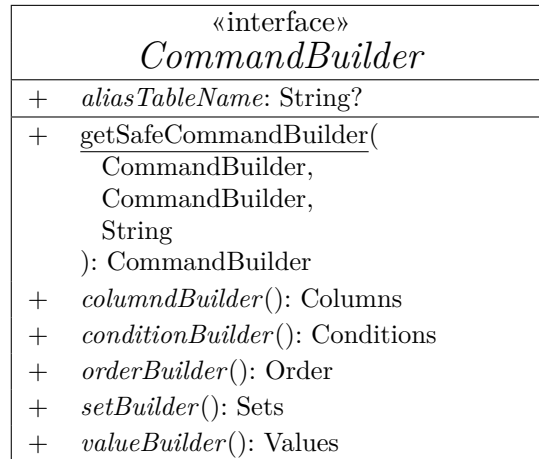 «interface»
CommandBuilder
+ aliasTableName: String?
+ getSafeCommandBuilder(
CommandBuilder,
CommandBuilder,
String
): CommandBuilder
+ columndBuilder(): Columns
+ conditionBuilder(): Conditions
+ orderBuilder(): Order
+ setBuilder(): Sets
+ valueBuilder(): Values